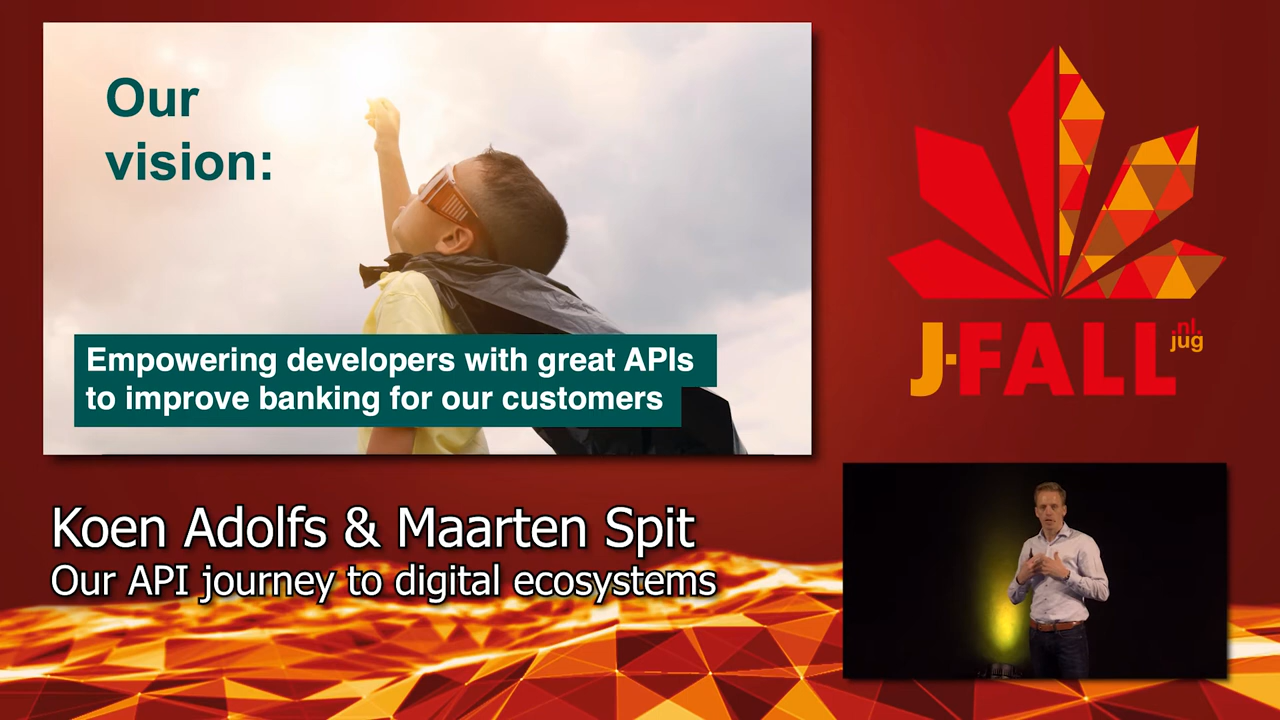 Our
vision:
Empowering developers with great APIs
to improve banking for our customers
J-FALL
nl.
jug
Koen Adolfs & Maarten Spit
Our API journey to digital ecosystems